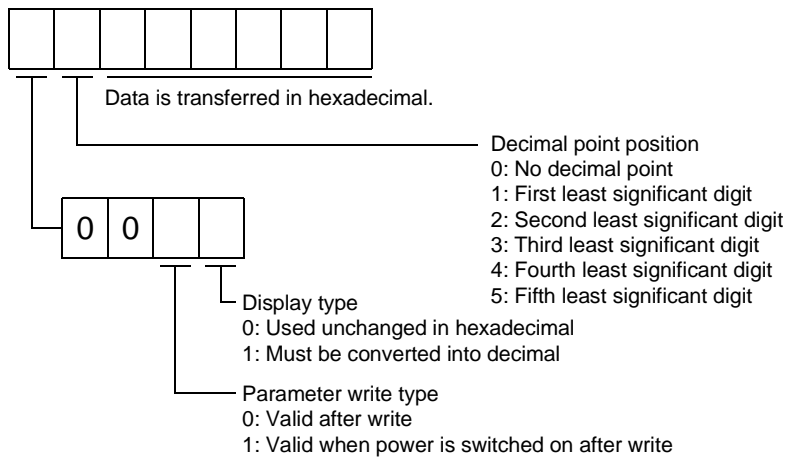 Data is transferred in hexadecimal.
Decimal point position
0: No decimal point
1: First least significant digit
2: Second least significant digit
3: Third least significant digit
4: Fourth least significant digit
5: Fifth least significant digit
0 0
Display type
0: Used unchanged in hexadecimal
1: Must be converted into decimal
Parameter write type
0: Valid after write
1: Valid when power is switched on after write